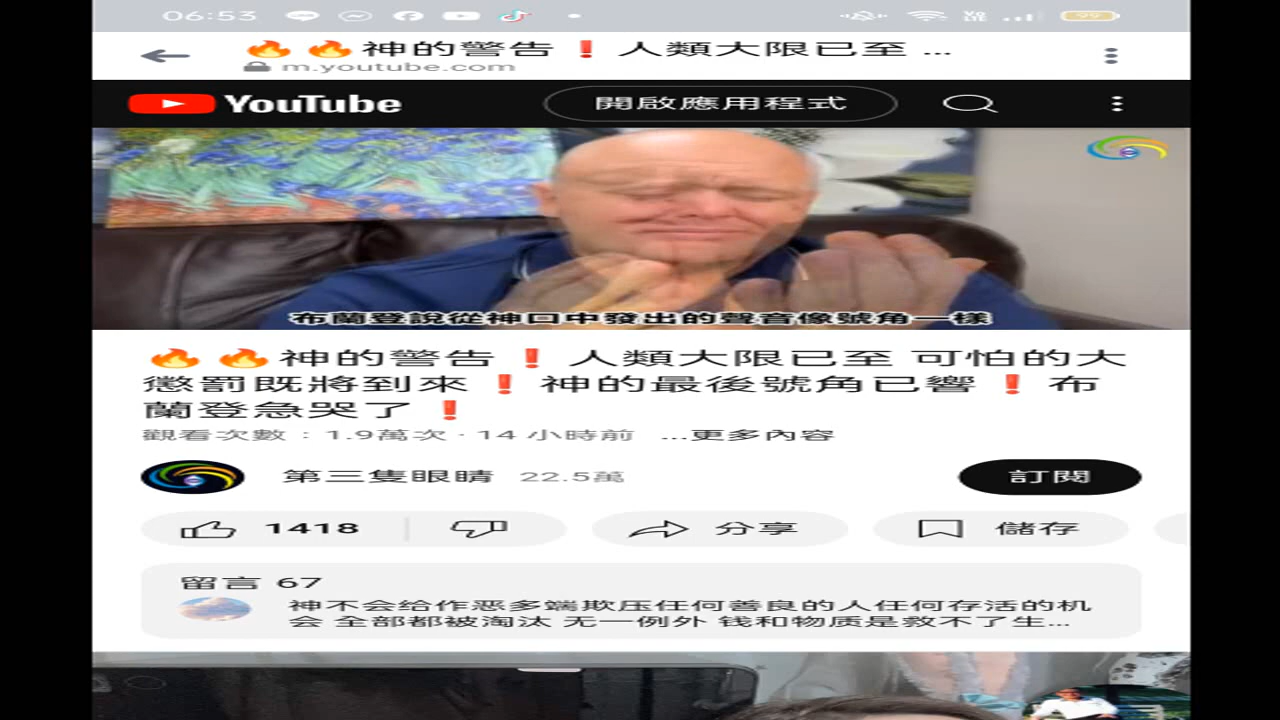 06:53
99
🔥🔥神的警告❗人類大限已至 ...
m.youtube.com
YouTube
開啟應用程式
布蘭登說從神口中發出的聲音像號角一樣
🔥🔥神的警告❗人類大限已至 可怕的大
懲罰既將到來❗神的最後號角已響❗布
蘭登急哭了❗
觀看次數：1.9萬次 · 14 小時前 ...更多內容
第三隻眼睛 22.5萬
訂閱
1418
分享
儲存
留言 67
神不会给作恶多端欺压任何善良的人任何存活的机
会 全部都被淘汰 无一例外 钱和物质是救不了生...